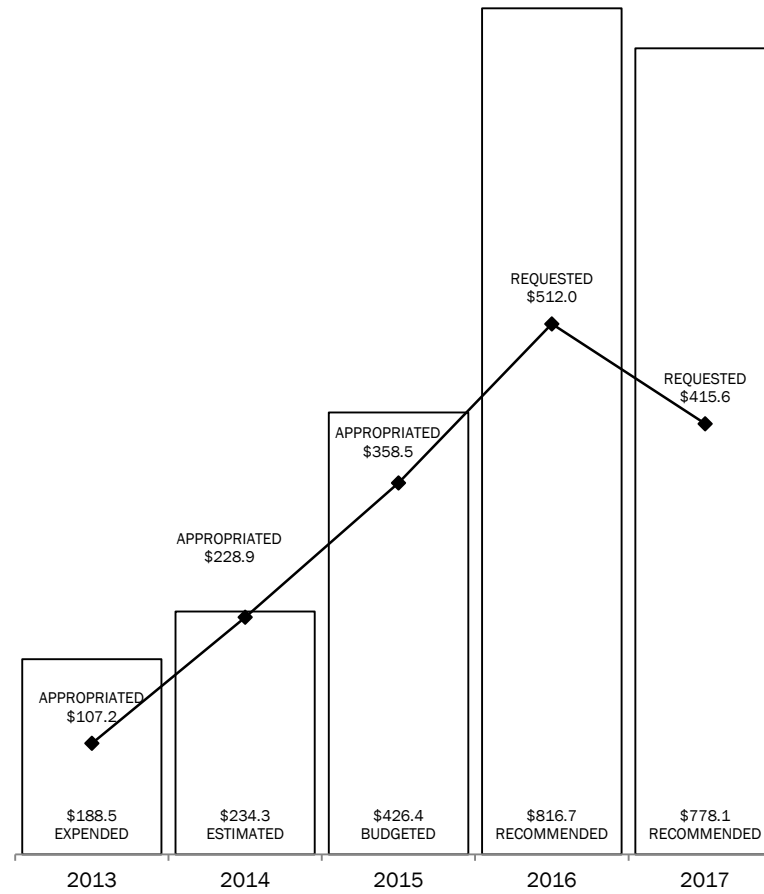 REQUESTED
$512.0
REQUESTED
$415.6
APPROPRIATED
$358.5
APPROPRIATED
$228.9
APPROPRIATED
$107.2
$188.5
EXPENDED
$234.3
ESTIMATED
$426.4
BUDGETED
$816.7
RECOMMENDED
$778.1
RECOMMENDED
2013
2014
2015
2016
2017